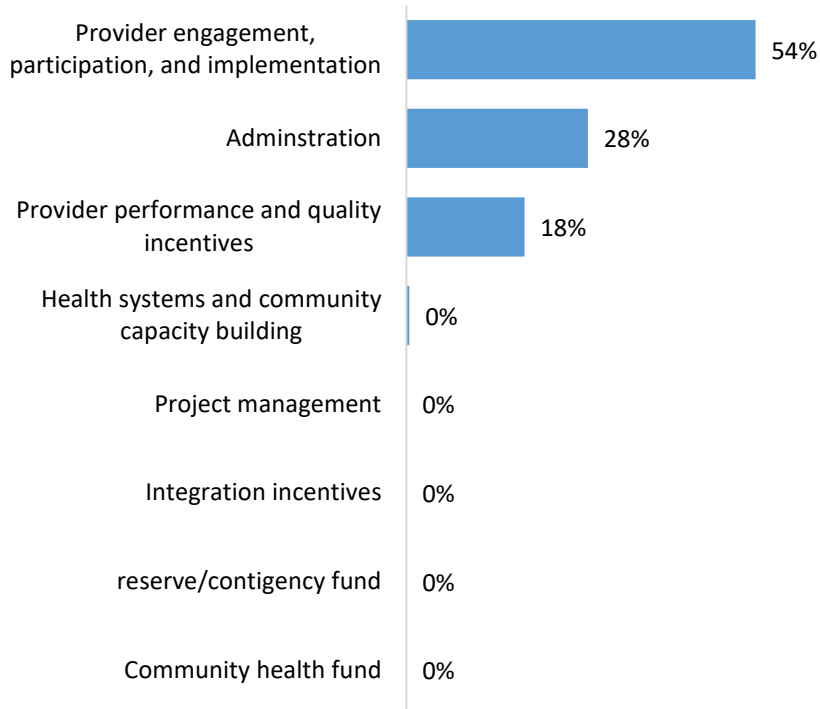 Provider engagement,
participation, and implementation
54%
Adminstration
28%
Provider performance and quality
incentives
18%
Health systems and community
capacity building
0%
Project management
0%
Integration incentives
0%
reserve/contigency fund
0%
Community health fund
0%